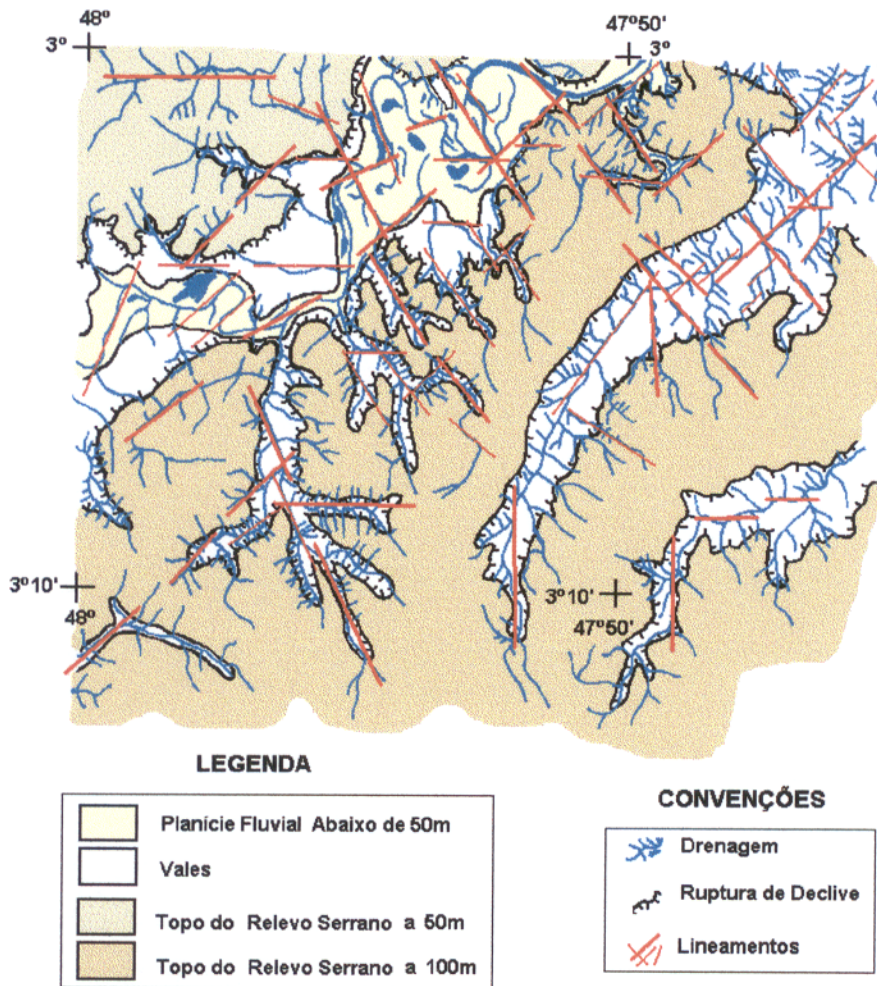 48º
47º50'
3º
3º
3º10'
48º
3º10'
47º50'
LEGENDA
Planície Fluvial Abaixo de 50m
Vales
Topo do Relevo Serrano a 50m
Topo do Relevo Serrano a 100m
CONVENÇÕES
Drenagem
Ruptura de Declive
Lineamentos